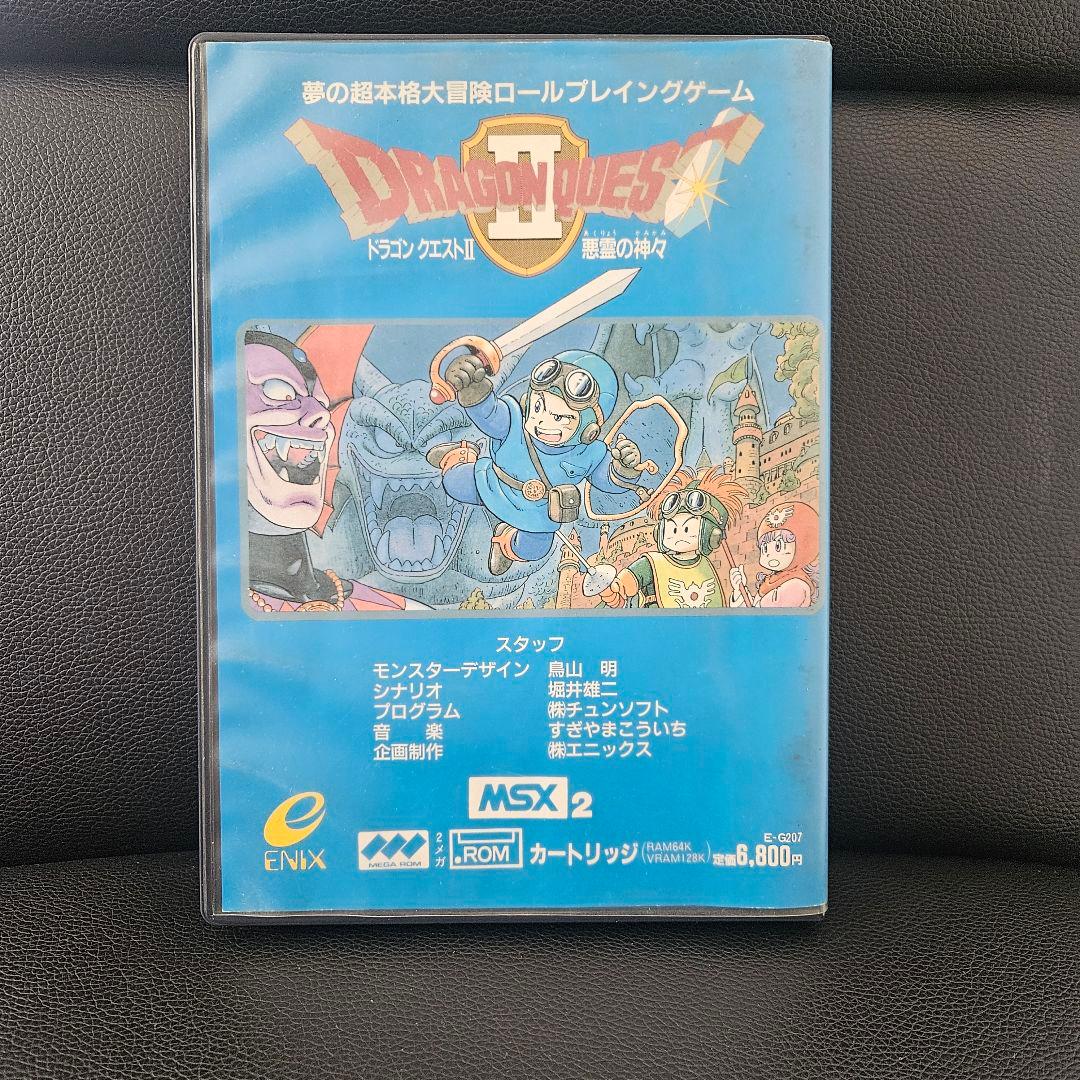 夢の超本格大冒険ロールプレイングゲーム
DRAGON QUEST
II
ドラゴン クエストII
あくりょう かみがみ
悪霊の神々
スタッフ
モンスターデザイン 鳥山 明
シナリオ 堀井雄二
プログラム ㈱チュンソフト
音 楽 すぎやまこういち
企画制作 ㈱エニックス
MSX2
E-G207
ENIX
MEGA ROM
2メガ
ROM
カートリッジ(RAM64K VRAM128K)定価6,800円